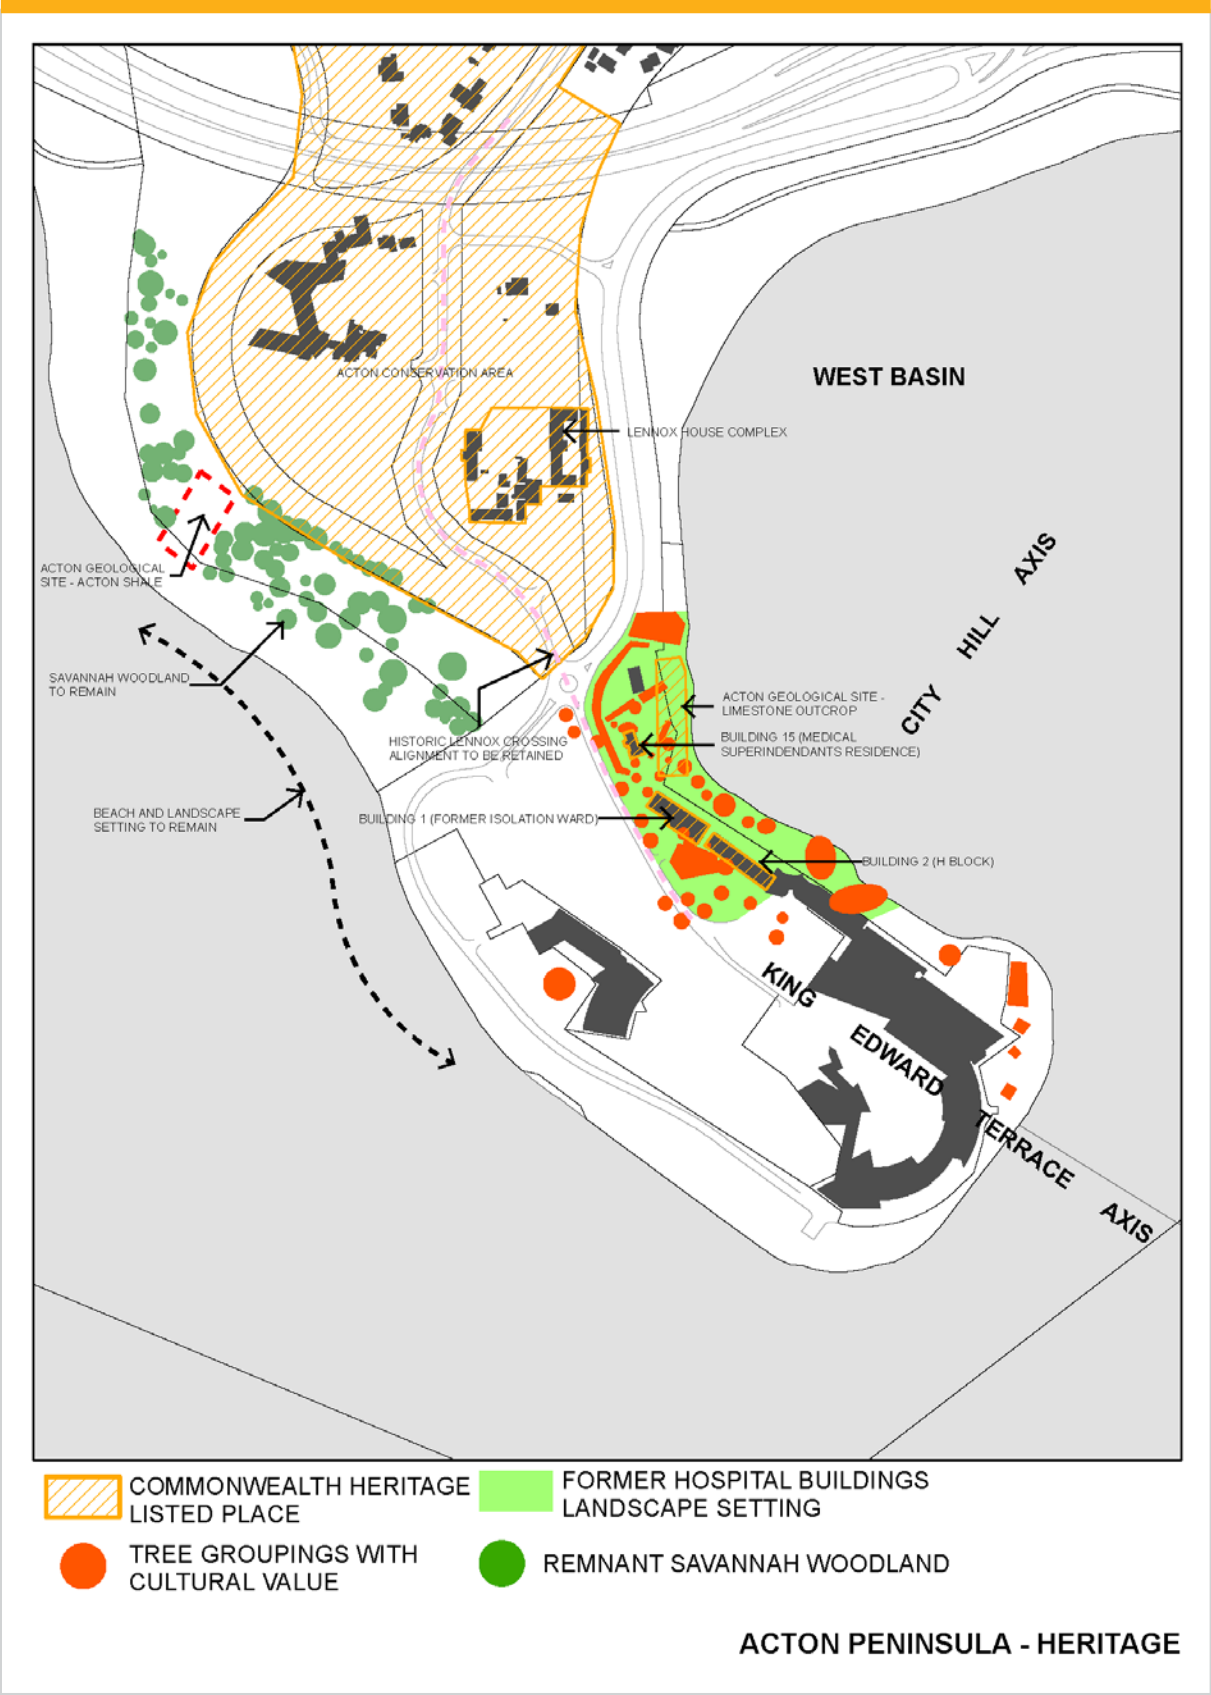 ACTON CONSERVATION AREA
WEST BASIN
LENNOX HOUSE COMPLEX
CITY HILL AXIS
ACTON GEOLOGICAL
SITE - ACTON SHALE
SAVANNAH WOODLAND
TO REMAIN
ACTON GEOLOGICAL SITE -
LIMESTONE OUTCROP
HISTORIC LENNOX CROSSING
ALIGNMENT TO BE RETAINED
BUILDING 15 (MEDICAL
SUPERINDENDANTS RESIDENCE)
BEACH AND LANDSCAPE
SETTING TO REMAIN
BUILDING 1 (FORMER ISOLATION WARD)
BUILDING 2 (H BLOCK)
KING EDWARD TERRACE AXIS
COMMONWEALTH HERITAGE
LISTED PLACE
FORMER HOSPITAL BUILDINGS
LANDSCAPE SETTING
TREE GROUPINGS WITH
CULTURAL VALUE
REMNANT SAVANNAH WOODLAND
ACTON PENINSULA - HERITAGE